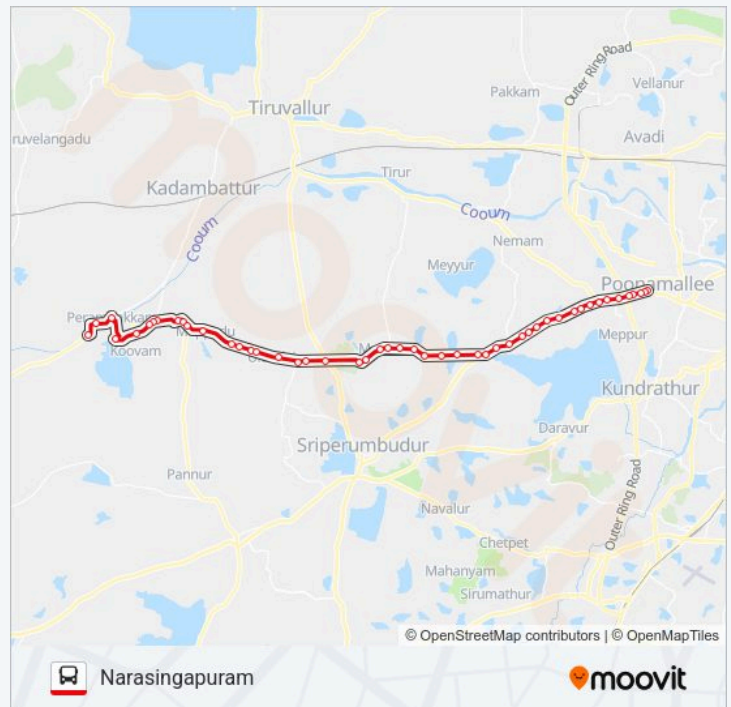 Outer Ring Road
Vellanur
Pakkam
Tiruvallur
Avadi
Tirur
Kadambattur
Cooum
Cooum
Nemam
Meyyur
Poonamallee
Meppur
Koovam
Kundrathur
Daravur
Sriperumbudur
Pannur
Navalur
Outer Ring Road
Chetpet
Mahanyam
Sirumathur
© OpenStreetMap contributors | © OpenMapTiles
Narasingapuram
moovit